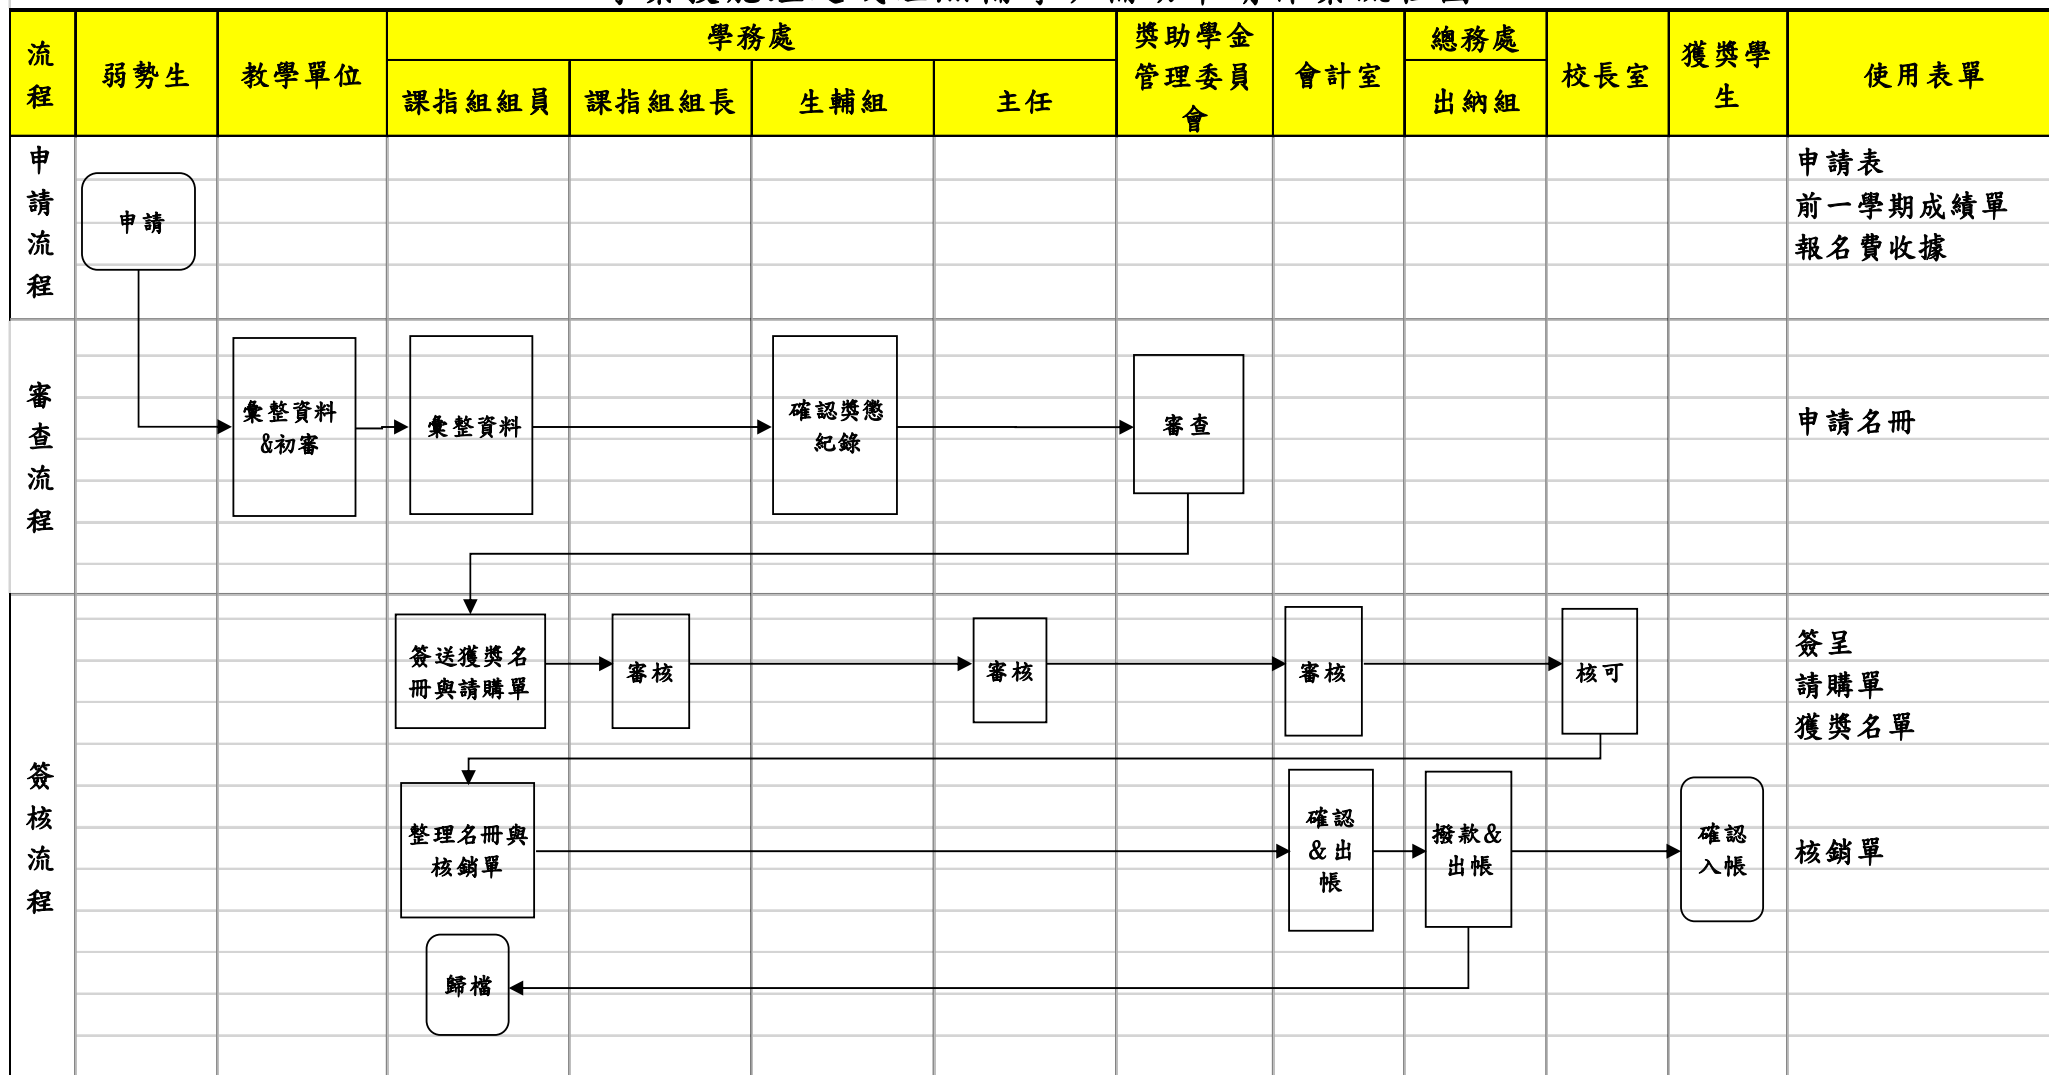 流
程
弱勢生
教學單位
學務處
課指組組員
課指組組長
生輔組
主任
獎助學金
管理委員
會
會計室
總務處
出納組
校長室
獲獎學
生
使用表單
申
請
流
程
申請
申請表
前一學期成績單
報名費收據
審
查
流
程
彙整資料
&初審
彙整資料
確認獎懲
紀錄
審查
申請名冊
簽
核
流
程
簽送獲獎名
冊與請購單
審核
審核
審核
核可
簽呈
請購單
獲獎名單
整理名冊與
核銷單
確認
&出
帳
撥款&
出帳
確認
入帳
核銷單
歸檔